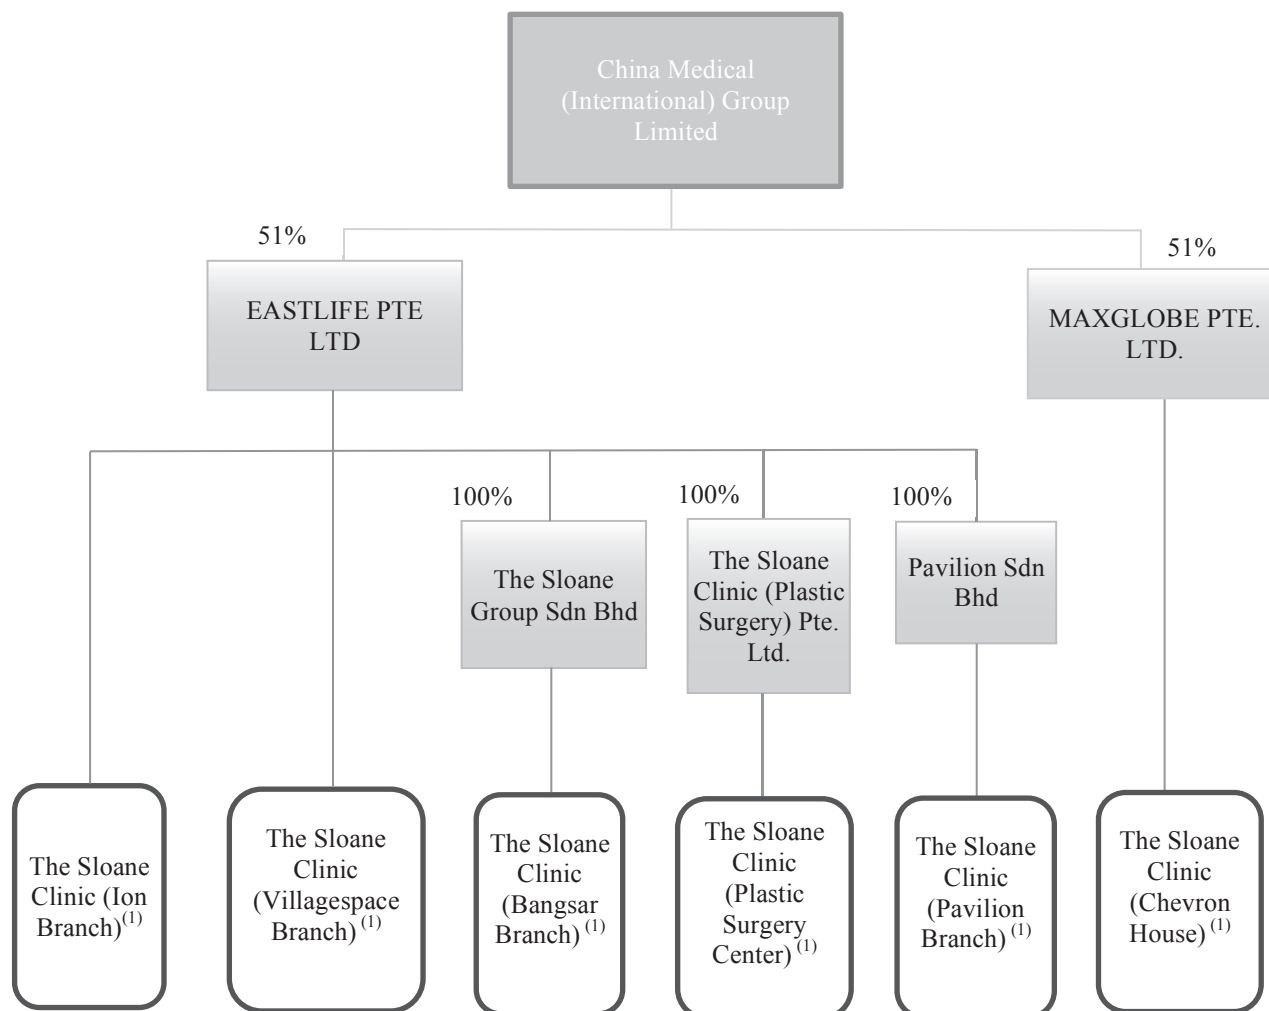 China Medical
(International) Group
Limited
51%
51%
EASTLIFE PTE
LTD
MAXGLOBE PTE.
LTD.
100%
100%
100%
The Sloane
Group Sdn Bhd
The Sloane
Clinic (Plastic
Surgery) Pte.
Ltd.
Pavilion Sdn
Bhd
The Sloane
Clinic (Ion
Branch)(1)
The Sloane
Clinic
(Villagespace
Branch) (1)
The Sloane
Clinic
(Bangsar
Branch) (1)
The Sloane
Clinic
(Plastic
Surgery
Center) (1)
The Sloane
Clinic
(Pavilion
Branch) (1)
The Sloane
Clinic
(Chevron
House) (1)